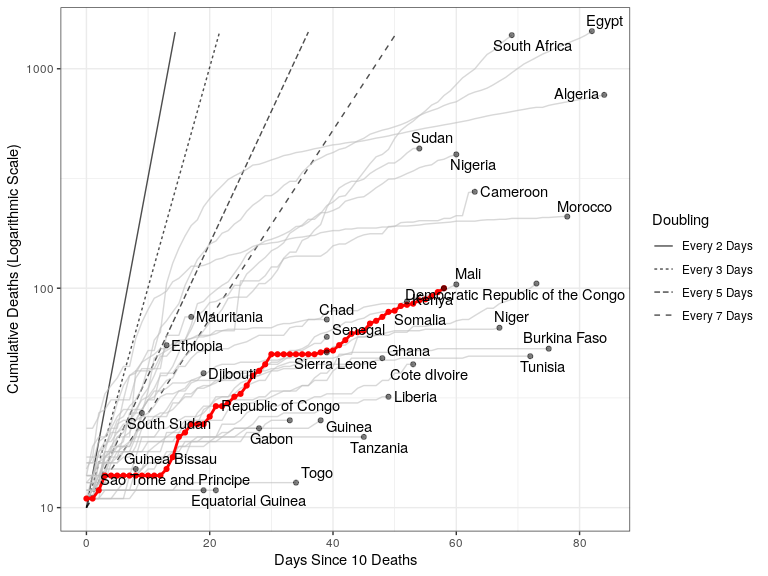 Egypt
South Africa
1000
Algeria
Sudan
Nigeria
Cameroon
Morocco
Doubling
Every 2 Days
Every 3 Days
Every 5 Days
Every 7 Days
Cumulative Deaths (Logarithmic Scale)
Mali
100
Democratic Republic of the Congo
Kenya
Chad
Mauritania
Somalia
Niger
Senegal
Burkina Faso
Ethiopia
Ghana
Sierra Leone
Tunisia
Djibouti
Cote dIvoire
Liberia
Republic of Congo
South Sudan
Guinea
Gabon
Tanzania
Guinea Bissau
Togo
Sao Tome and Principe
Equatorial Guinea
10
0
20
40
60
80
Days Since 10 Deaths